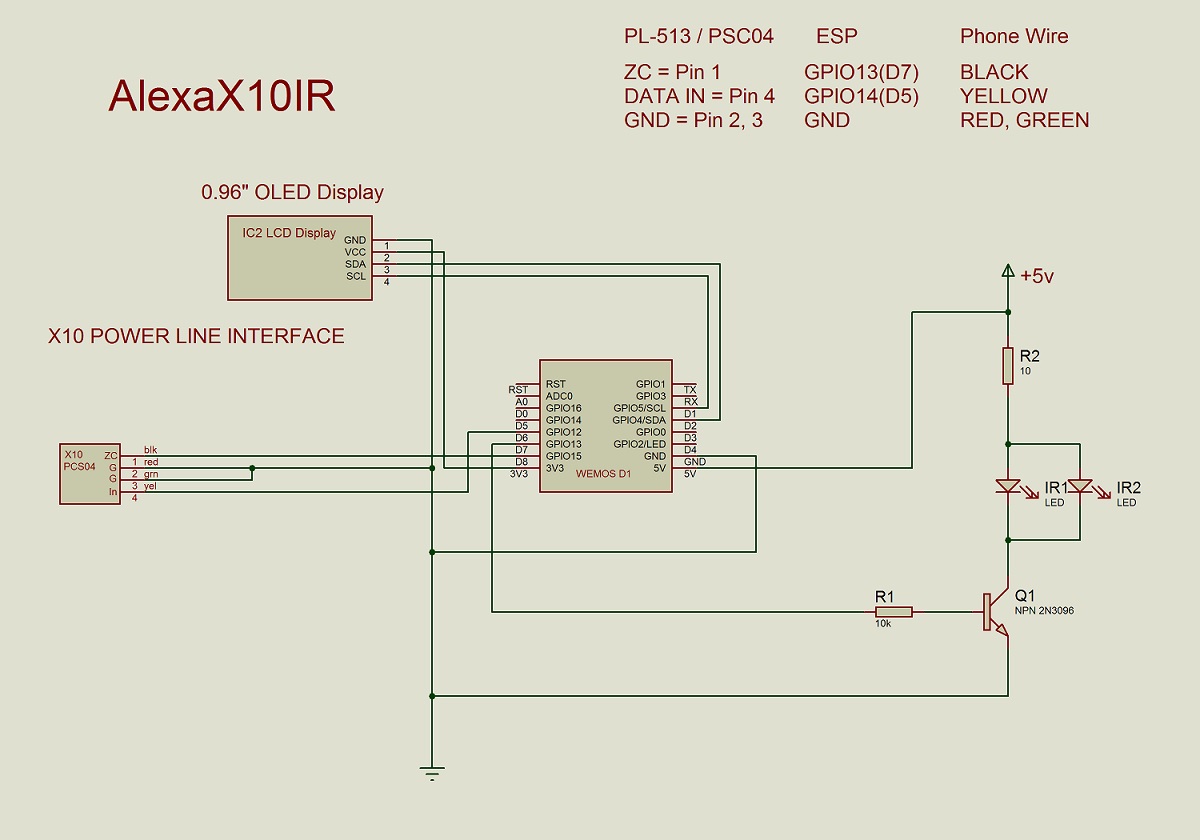 PL-513 / PSC04 ESP Phone Wire
AlexaX10IR
ZC = Pin 1 GPIO13(D7) BLACK
DATA IN = Pin 4 GPIO14(D5) YELLOW
GND = Pin 2, 3 GND RED, GREEN
0.96" OLED Display
IC2 LCD Display
GND 1
VCC 2
SDA 3
SCL 4
X10 POWER LINE INTERFACE
X10
PCS04
ZC 1 blk
G 2 red
G 3 grn
In 4 yel
RST RST
A0 ADC0
D0 GPIO16
D5 GPIO14
D6 GPIO12
D7 GPIO13
D8 GPIO15
3V3 3V3
GPIO1 TX
GPIO3 RX
GPIO5/SCL D1
GPIO4/SDA D2
GPIO0 D3
GPIO2/LED D4
GND GND
5V 5V
WEMOS D1
+5v
R2
10
IR1
LED
IR2
LED
R1
10k
Q1
NPN 2N3096